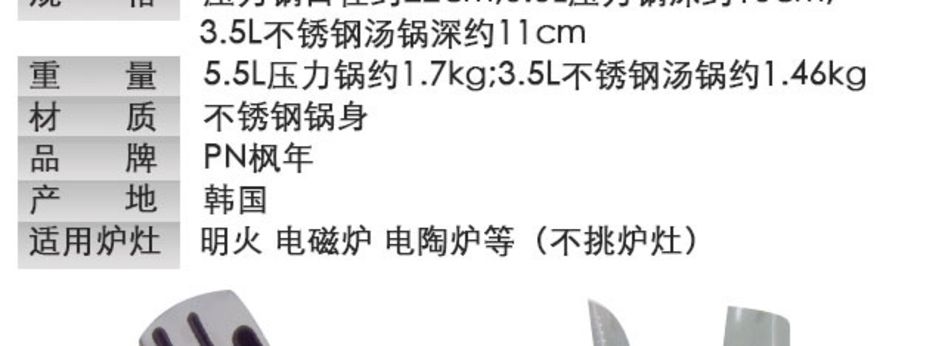 3.5L不锈钢汤锅深约11cm
重 量 5.5L压力锅约1.7kg;3.5L不锈钢汤锅约1.46kg
材 质 不锈钢锅身
品 牌 PN枫年
产 地 韩国
适用炉灶 明火 电磁炉 电陶炉等（不挑炉灶）